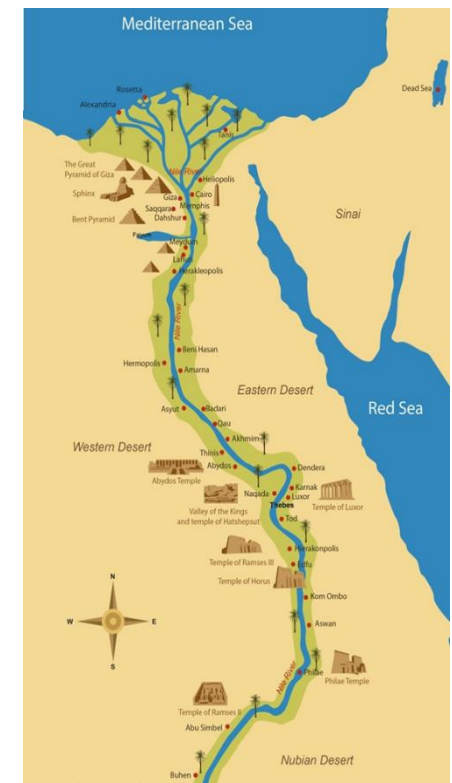 Mediterranean Sea
Rosetta
Alexandria
Dead Sea
Tanis
The Great
Pyramid of Giza
Nile River
Heliopolis
Sphinx
Giza
Cairo
Saqqara
Memphis
Bent Pyramid
Dahshur
Sinai
Meydum
Lahun
Herakleopolis
Nile River
Beni Hasan
Hermopolis
Amarna
Eastern Desert
Red Sea
Asyut
Badari
Qau
Western Desert
Akhmim
Thinis
Abydos
Dendera
Abydos Temple
Karnak
Naqada
Luxor
Thebes
Temple of Luxor
Valley of the Kings
and temple of Hatshepsut
Tod
Hierakonpolis
Temple of Ramses III
Edfu
Temple of Horus
N
Kom Ombo
W
E
Aswan
S
Nile River
Philae
Philae Temple
Temple of Ramses II
Abu Simbel
Nubian Desert
Buhen